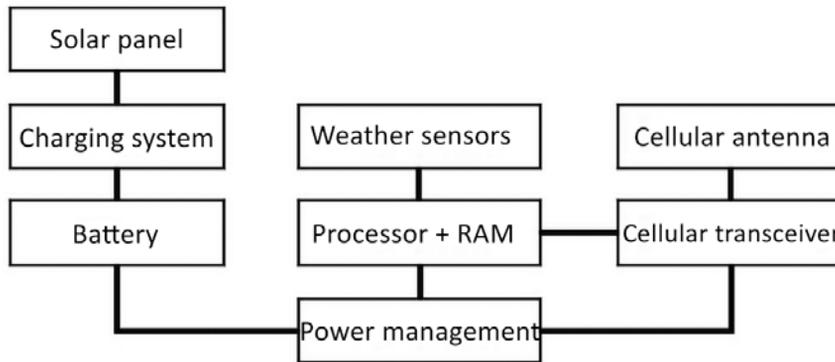 Solar panel
Charging system
Weather sensors
Cellular antenna
Battery
Processor + RAM
Cellular transceiver
Power management